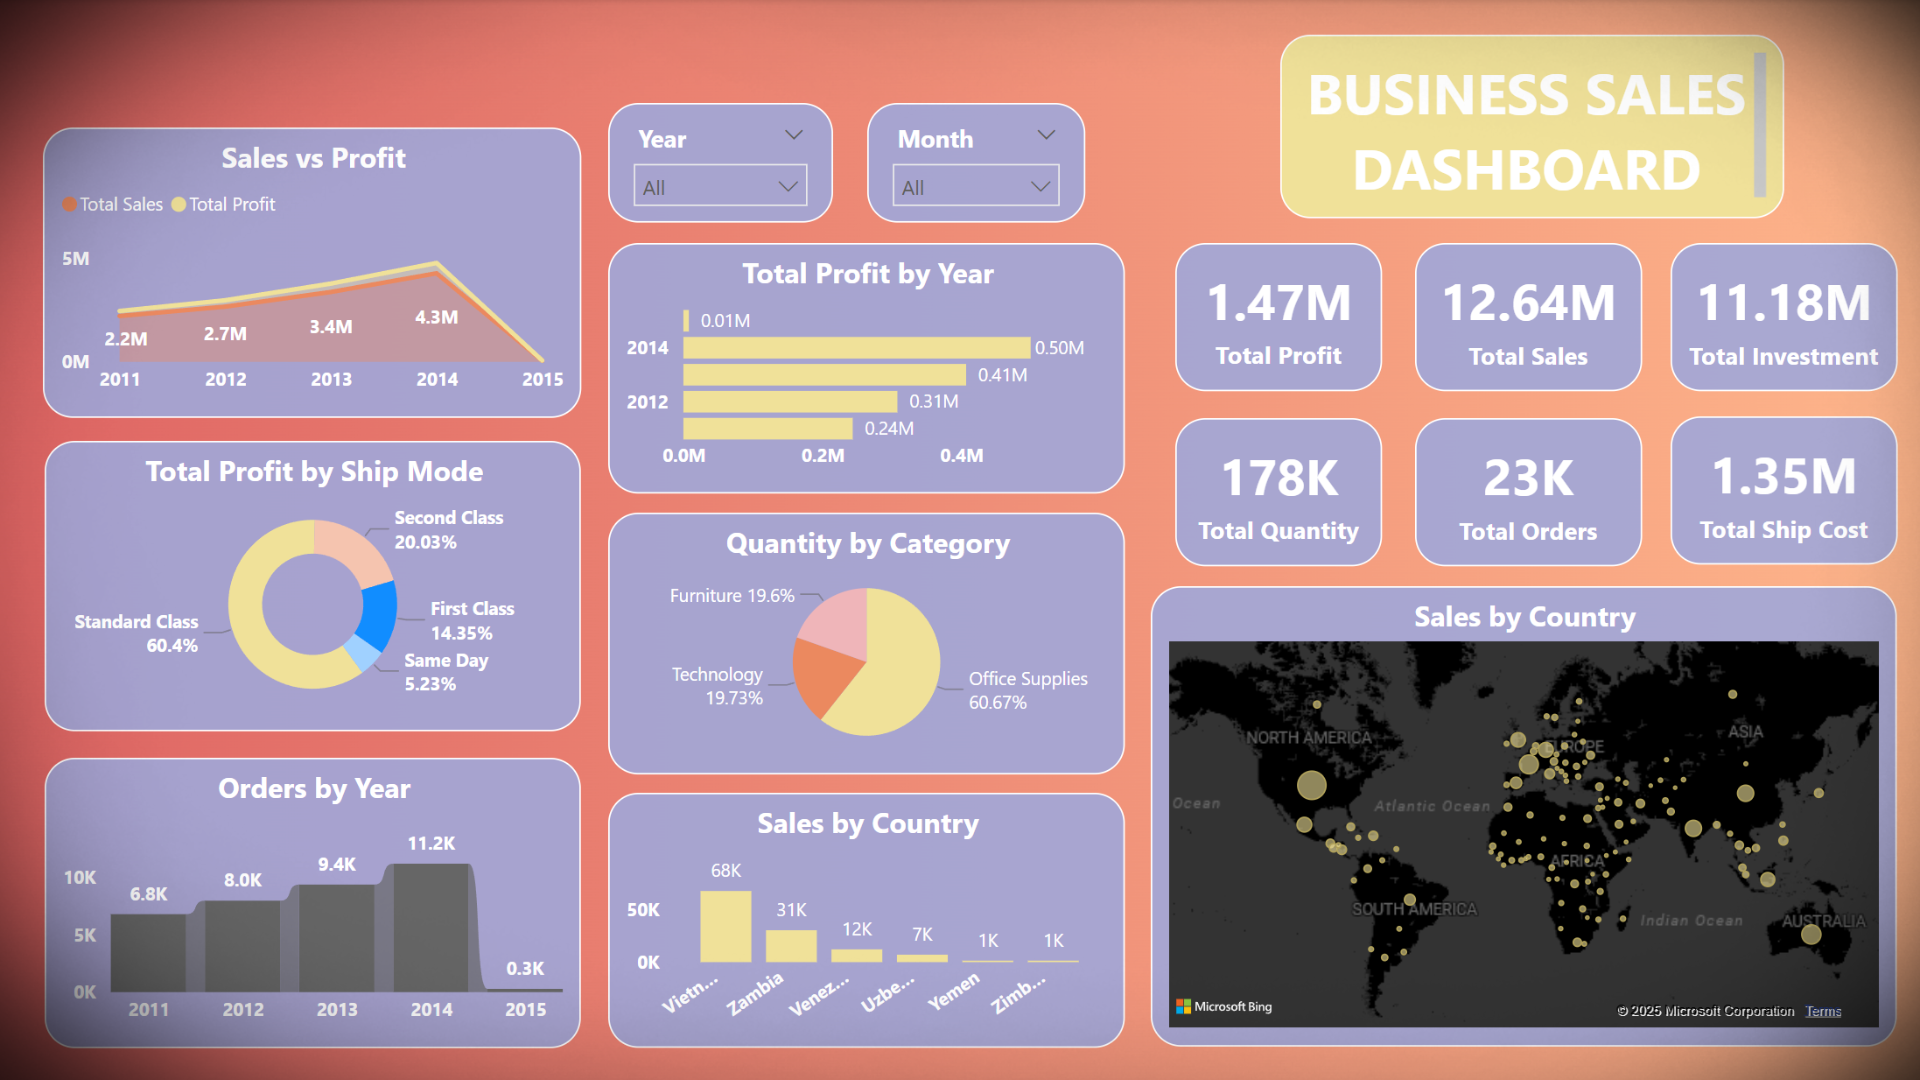 BUSINESS SALES
DASHBOARD
Year
All
Month
All
Sales vs Profit
Total Sales Total Profit
5M
0M
2.2M
2.7M
3.4M
4.3M
2011 2012 2013 2014 2015
Total Profit by Year
0.01M
2014 0.50M
0.41M
2012 0.31M
0.24M
0.0M 0.2M 0.4M
1.47M
Total Profit
12.64M
Total Sales
11.18M
Total Investment
178K
Total Quantity
23K
Total Orders
1.35M
Total Ship Cost
Total Profit by Ship Mode
Second Class
20.03%
First Class
14.35%
Same Day
5.23%
Standard Class
60.4%
Quantity by Category
Furniture 19.6%
Technology
19.73%
Office Supplies
60.67%
Orders by Year
10K
5K
0K
6.8K
8.0K
9.4K
11.2K
0.3K
2011 2012 2013 2014 2015
Sales by Country
50K
0K
68K
31K
12K
7K
1K
1K
Vietn...
Zambia
Venez...
Uzbe...
Yemen
Zimb...
Sales by Country
NORTH AMERICA
EUROPE
ASIA
Ocean
Atlantic Ocean
AFRICA
SOUTH AMERICA
Indian Ocean
AUSTRALIA
Microsoft Bing
© 2025 Microsoft Corporation Terms